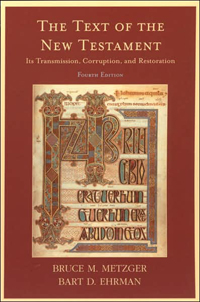 THE TEXT OF THE
NEW TESTAMENT
Its Transmission, Corruption, and Restoration
FOURTH EDITION
BRUCE M. METZGER
BART D. EHRMAN